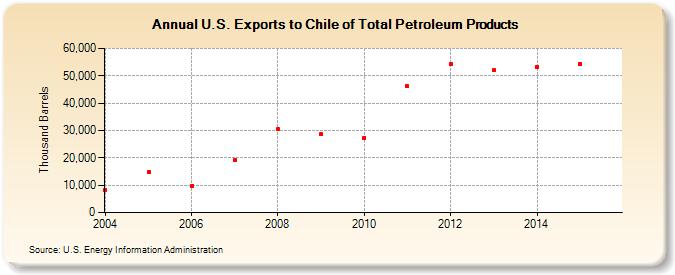 Annual U.S. Exports to Chile of Total Petroleum Products
Thousand Barrels
60,000
50,000
40,000
30,000
20,000
10,000
0
2004 2006 2008 2010 2012 2014
Source: U.S. Energy Information Administration